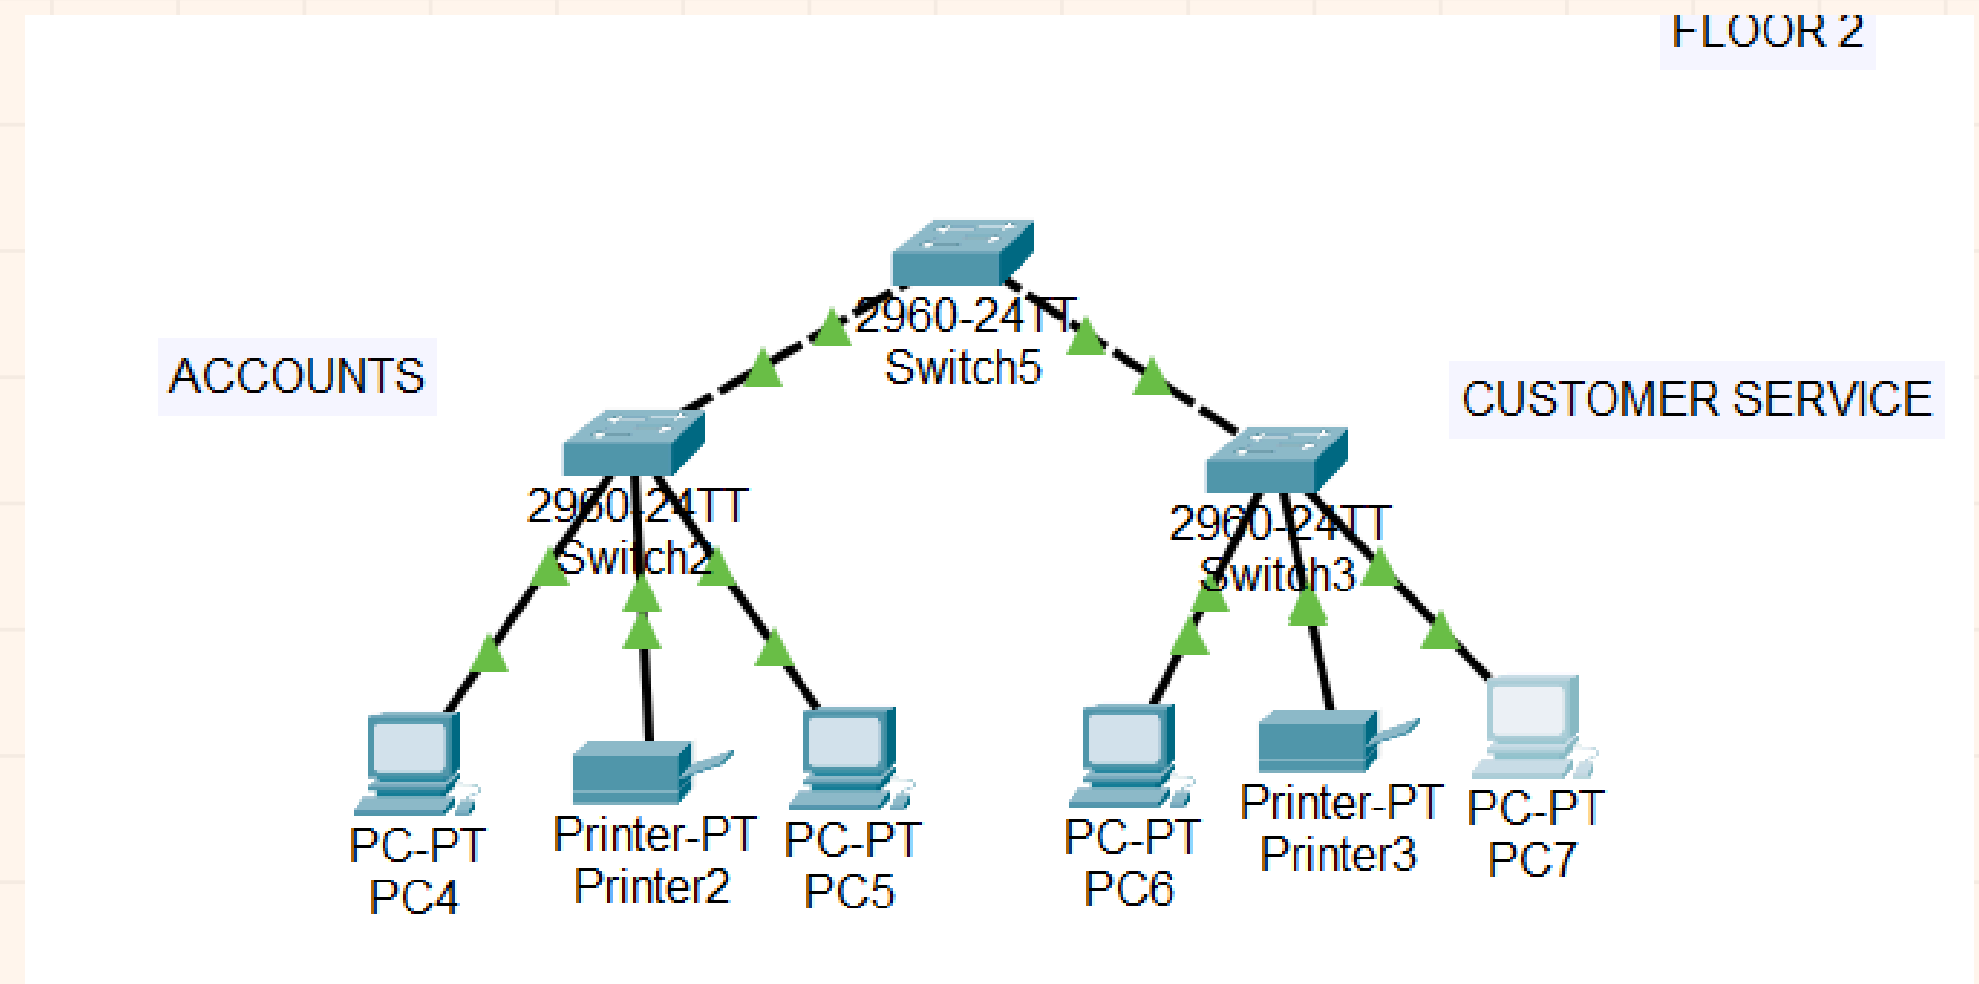 FLOOR 2
2960-24TT
Switch5
ACCOUNTS
CUSTOMER SERVICE
2960-24TT
Switch2
2960-24TT
Switch3
PC-PT
PC4
Printer-PT
Printer2
PC-PT
PC5
PC-PT
PC6
Printer-PT
Printer3
PC-PT
PC7